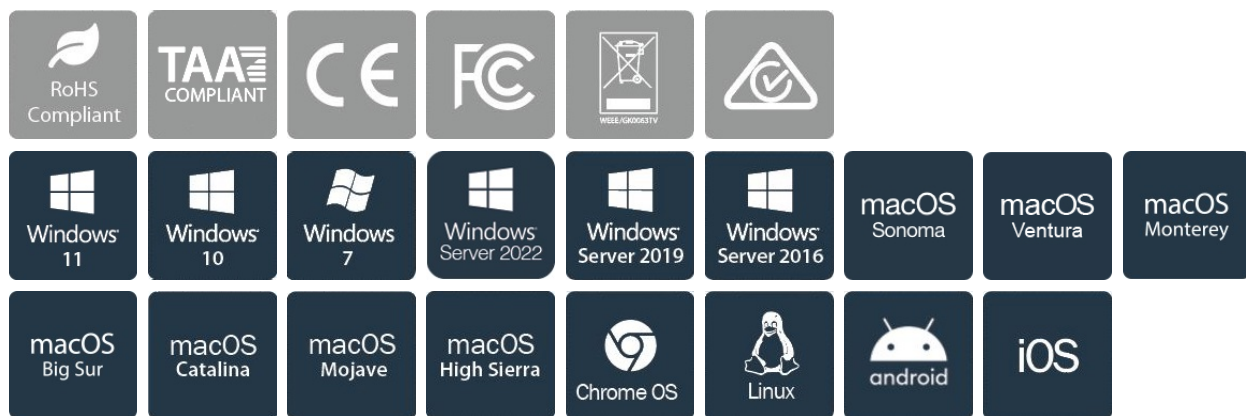 RoHS
Compliant
TAA
COMPLIANT
CE
FC
WEEE/GK0083TV
Windows
11
Windows
10
Windows
7
Windows
Server 2022
Windows
Server 2019
Windows
Server 2016
macOS
Sonoma
macOS
Ventura
macOS
Monterey
macOS
Big Sur
macOS
Catalina
macOS
Mojave
macOS
High Sierra
Chrome OS
Linux
android
iOS